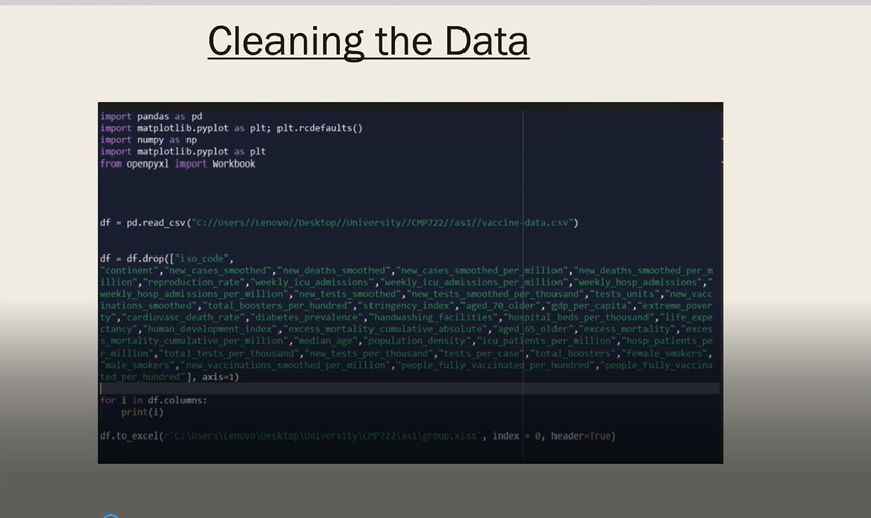 Cleaning the Data
import pandas as pd
import matplotlib.pyplot as plt; plt.rcdefaults()
import numpy as np
import matplotlib.pyplot as plt
from openpyxl import Workbook
df = pd.read_csv("C://Users//Lenovo//Desktop//University//CMP722//as1//vaccine-data.csv")
df = df.drop(["iso_code",
"continent","new_cases_smoothed","new_deaths_smoothed","new_cases_smoothed_per_million","new_deaths_smoothed_per_m
illion","reproduction_rate","weekly_icu_admissions","weekly_icu_admissions_per_million","weekly_hosp_admissions","
weekly_hosp_admissions_per_million","new_tests_smoothed","new_tests_smoothed_per_thousand","tests_units","new_vacc
inations_smoothed","total_boosters_per_hundred","stringency_index","aged_70_older","gdp_per_capita","extreme_pover
ty","cardiovasc_death_rate","diabetes_prevalence","handwashing_facilities","hospital_beds_per_thousand","life_expe
ctancy","human_development_index","excess_mortality_cumulative_absolute","aged_65_older","excess_mortality","exces
s_mortality_cumulative_per_million","median_age","population_density","icu_patients_per_million","hosp_patients_pe
r_million","total_tests_per_thousand","new_tests_per_thousand","tests_per_case","total_boosters","female_smokers",
"male_smokers","new_vaccinations_smoothed_per_million","people_fully_vaccinated_per_hundred","people_fully_vaccina
ted_per_hundred"], axis=1)
for i in df.columns:
print(i)
df.to_excel(r'C:\Users\Lenovo\Desktop\University\CMP722\as1\group.xlsx', index = 0, header=True)